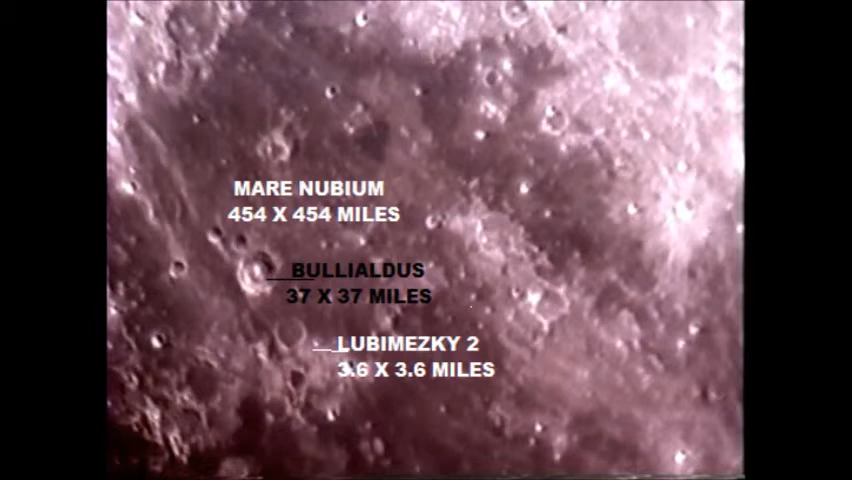 MARE NUBIUM
454 X 454 MILES
BULLIALDUS
37 X 37 MILES
LUBIMEZKY 2
3.6 X 3.6 MILES